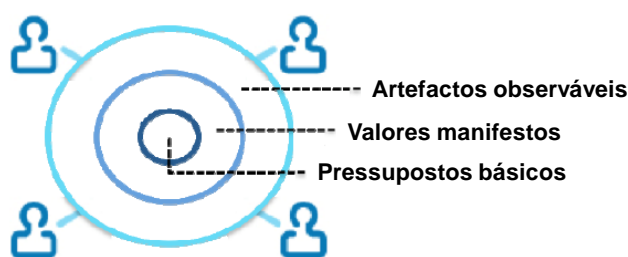 Artefactos observáveis
Valores manifestos
Pressupostos básicos